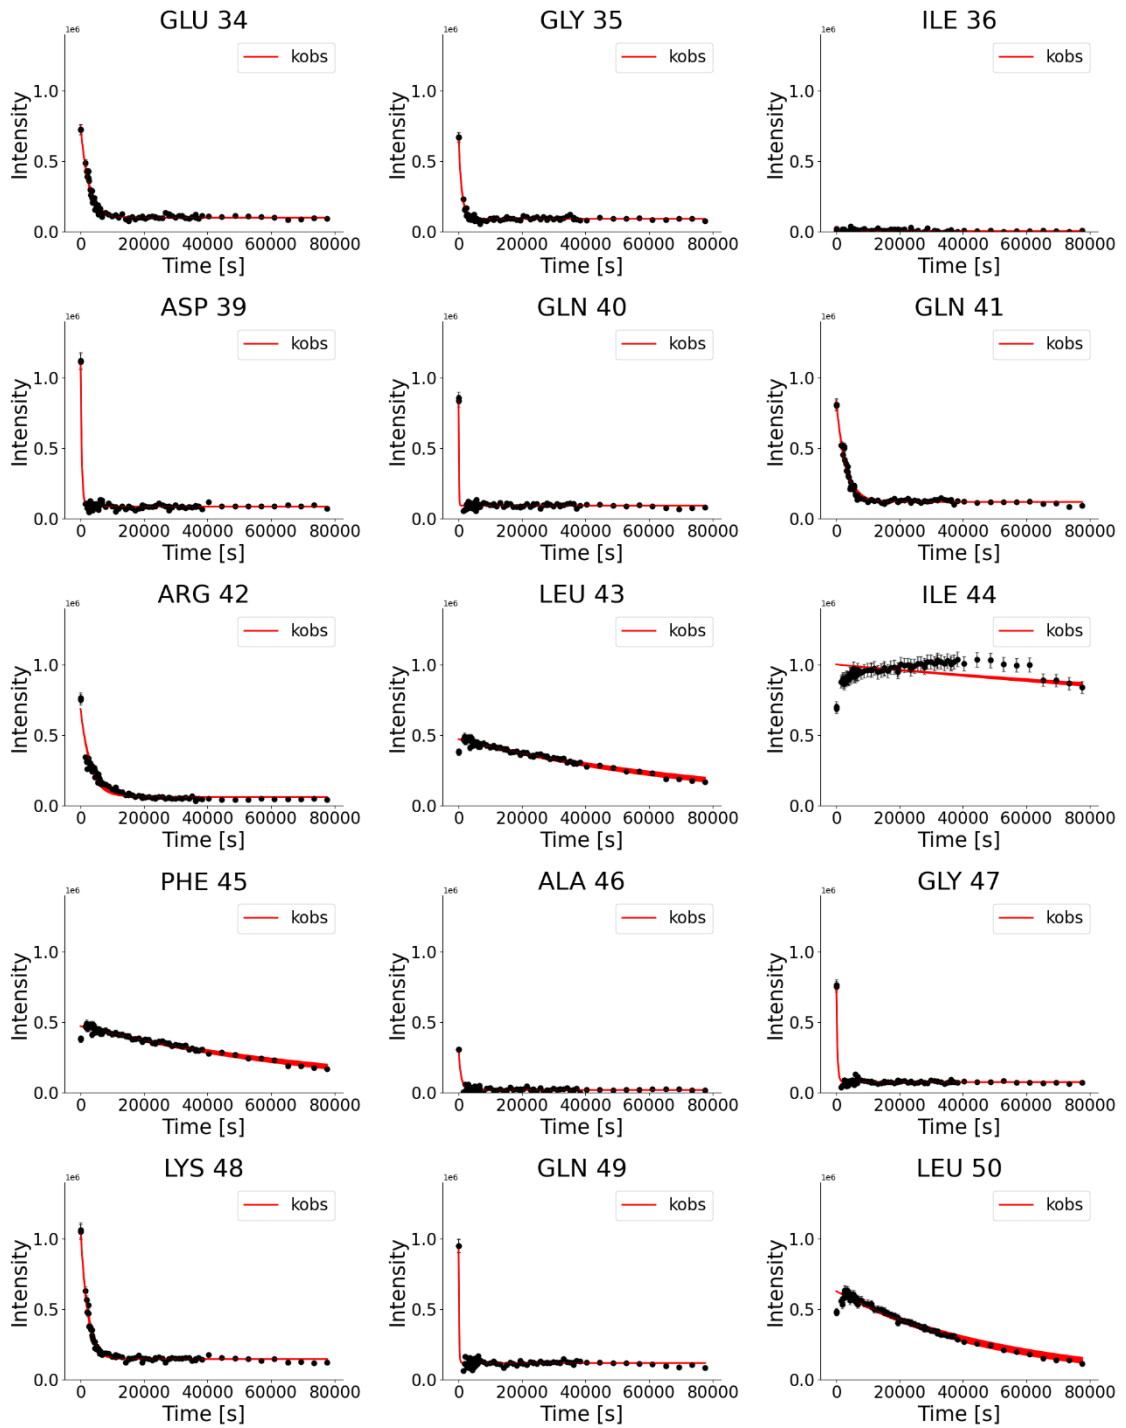 GLU 34 GLY 35 ILE 36
1e6 1e6 1e6
kobs kobs kobs
1.0 1.0 1.0
Intensity Intensity Intensity
0.5 0.5 0.5
0.0 0.0 0.0
0 20000 40000 60000 80000 0 20000 40000 60000 80000 0 20000 40000 60000 80000
Time [s] Time [s] Time [s]
ASP 39 GLN 40 GLN 41
1e6 1e6 1e6
kobs kobs kobs
1.0 1.0 1.0
Intensity Intensity Intensity
0.5 0.5 0.5
0.0 0.0 0.0
0 20000 40000 60000 80000 0 20000 40000 60000 80000 0 20000 40000 60000 80000
Time [s] Time [s] Time [s]
ARG 42 LEU 43 ILE 44
1e6 1e6 1e6
kobs kobs kobs
1.0 1.0 1.0
Intensity Intensity Intensity
0.5 0.5 0.5
0.0 0.0 0.0
0 20000 40000 60000 80000 0 20000 40000 60000 80000 0 20000 40000 60000 80000
Time [s] Time [s] Time [s]
PHE 45 ALA 46 GLY 47
1e6 1e6 1e6
kobs kobs kobs
1.0 1.0 1.0
Intensity Intensity Intensity
0.5 0.5 0.5
0.0 0.0 0.0
0 20000 40000 60000 80000 0 20000 40000 60000 80000 0 20000 40000 60000 80000
Time [s] Time [s] Time [s]
LYS 48 GLN 49 LEU 50
1e6 1e6 1e6
kobs kobs kobs
1.0 1.0 1.0
Intensity Intensity Intensity
0.5 0.5 0.5
0.0 0.0 0.0
0 20000 40000 60000 80000 0 20000 40000 60000 80000 0 20000 40000 60000 80000
Time [s] Time [s] Time [s]